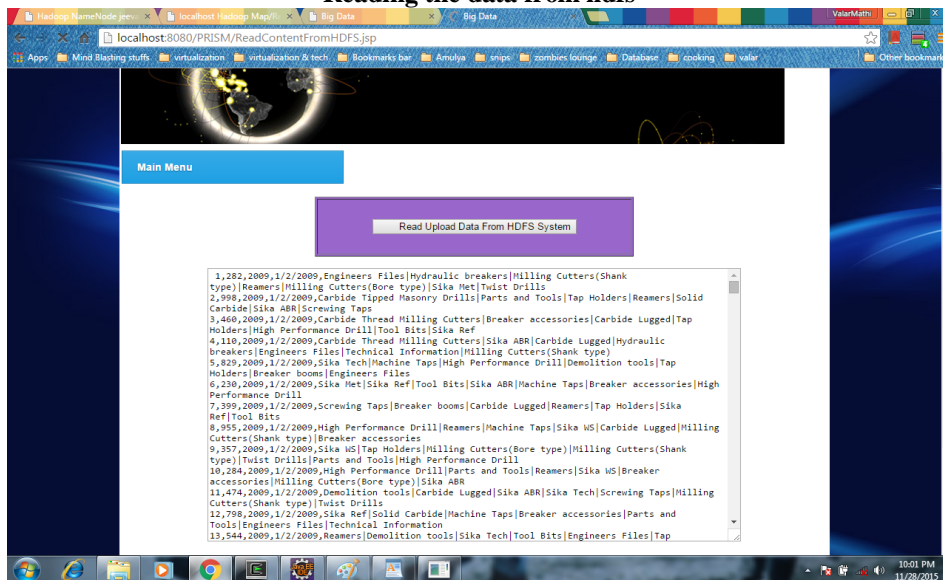 Reading the data from hdfs
Hadoop NameNode jeev
localhost Hadoop Map/R
Big Data
Big Data
ValarMathi
localhost:8080/PRISM/ReadContentFromHDFS.jsp
Apps Mind Blasting stuffs virtualization virtualization & tech Bookmarks bar Amulya snips zombies lounge Database cooking valar Other bookmark
Main Menu
Read Upload Data From HDFS System
1,282,2009,1/2/2009,Engineers Files|Hydraulic breakers|Milling Cutters(Shank
type)|Reamers|Milling Cutters(Bore type)|Sika Met|Twist Drills
2,998,2009,1/2/2009,Carbide Tipped Masonry Drills|Parts and Tools|Tap Holders|Reamers|Solid
Carbide|Sika ABR|Screwing Taps
3,460,2009,1/2/2009,Carbide Thread Milling Cutters|Breaker accessories|Carbide Lugged|Tap
Holders|High Performance Drill|Tool Bits|Sika Ref
4,110,2009,1/2/2009,Carbide Thread Milling Cutters|Sika ABR|Carbide Lugged|Hydraulic
breakers|Engineers Files|Technical Information|Milling Cutters(Shank type)
5,829,2009,1/2/2009,Sika Tech|Machine Taps|High Performance Drill|Demolition tools|Tap
Holders|Breaker booms|Engineers Files
6,230,2009,1/2/2009,Sika Met|Sika Ref|Tool Bits|Sika ABR|Machine Taps|Breaker accessories|High
Performance Drill
7,399,2009,1/2/2009,Screwing Taps|Breaker booms|Carbide Lugged|Reamers|Tap Holders|Sika
Ref|Tool Bits
8,955,2009,1/2/2009,High Performance Drill|Reamers|Machine Taps|Sika WS|Carbide Lugged|Milling
Cutters(Shank type)|Breaker accessories
9,357,2009,1/2/2009,Sika WS|Tap Holders|Milling Cutters(Bore type)|Milling Cutters(Shank
type)|Twist Drills|Parts and Tools|High Performance Drill
10,284,2009,1/2/2009,High Performance Drill|Parts and Tools|Reamers|Sika WS|Breaker
accessories|Milling Cutters(Bore type)|Sika ABR
11,474,2009,1/2/2009,Demolition tools|Carbide Lugged|Sika ABR|Sika Tech|Screwing Taps|Milling
Cutters(Shank type)|Twist Drills
12,798,2009,1/2/2009,Sika Ref|Solid Carbide|Machine Taps|Breaker accessories|Parts and
Tools|Engineers Files|Technical Information
13,544,2009,1/2/2009,Reamers|Demolition tools|Sika Tech|Tool Bits|Engineers Files|Tap
10:01 PM
11/28/2015